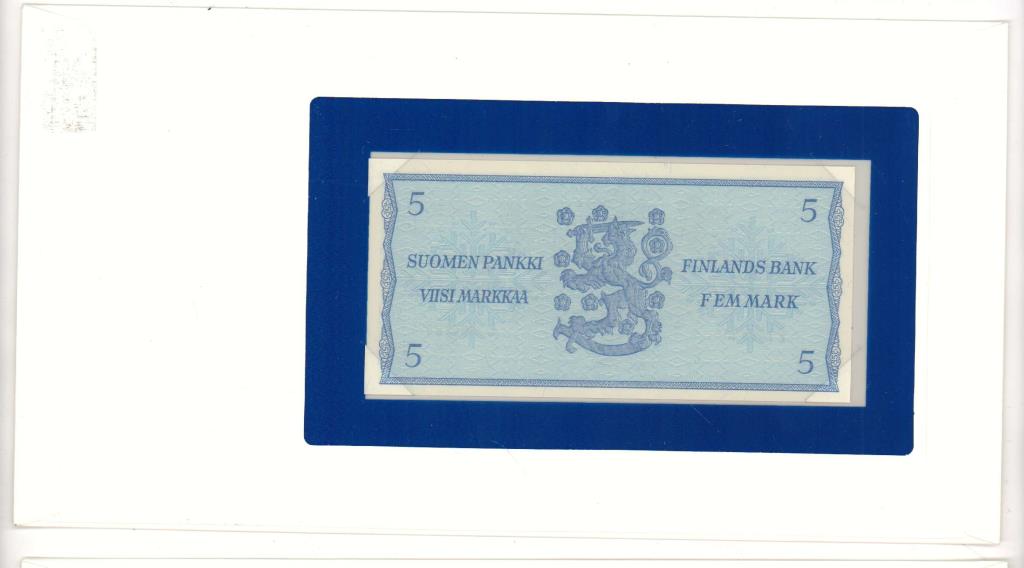 5
5
SUOMEN PANKKI
FINLANDS BANK
VIISI MARKKAA
FEM MARK
5
5